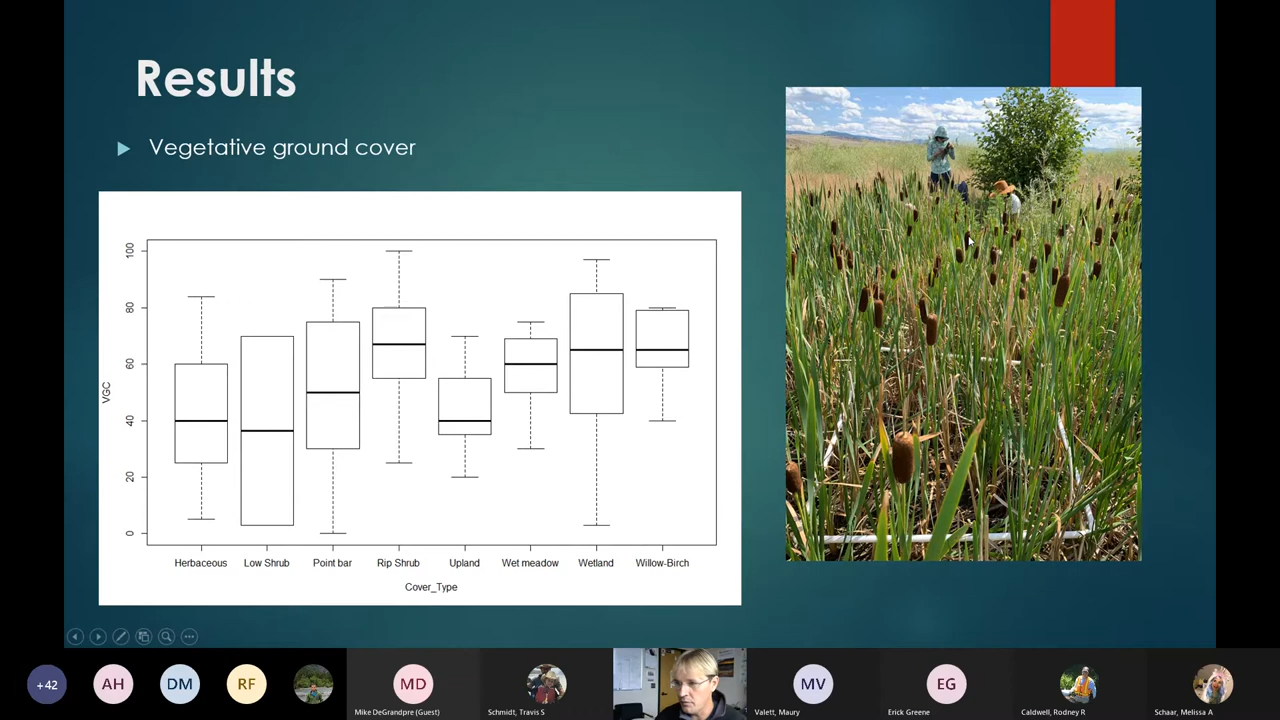 Results
Vegetative ground cover
100
80
60
40
20
0
VGC
Herbaceous Low Shrub Point bar Rip Shrub Upland Wet meadow Wetland Willow-Birch
Cover_Type
+42 AH DM RF MD MV EG
Mike DeGrandpre (Guest) Schmidt, Travis S Valett, Maury Erick Greene Caldwell, Rodney R Schaar, Melissa A